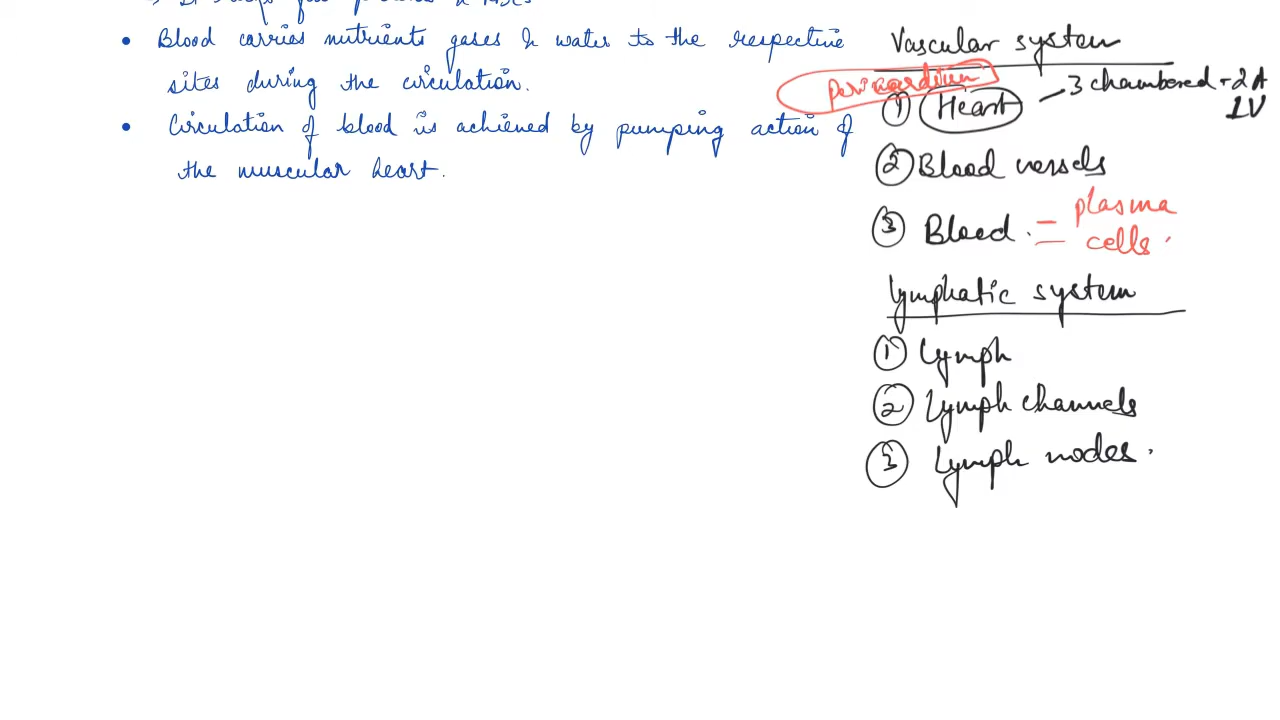 • Blood carries nutrients gases & water to the respective
sites during the circulation.
• Circulation of blood is achieved by pumping action of
the muscular heart.
Vascular system
pericardium
① Heart - 3 chambered - 2A
1V
② Blood vessels
③ Blood . = plasma
cells .
Lymphatic system
① Lymph
② Lymph channels
③ Lymph nodes .